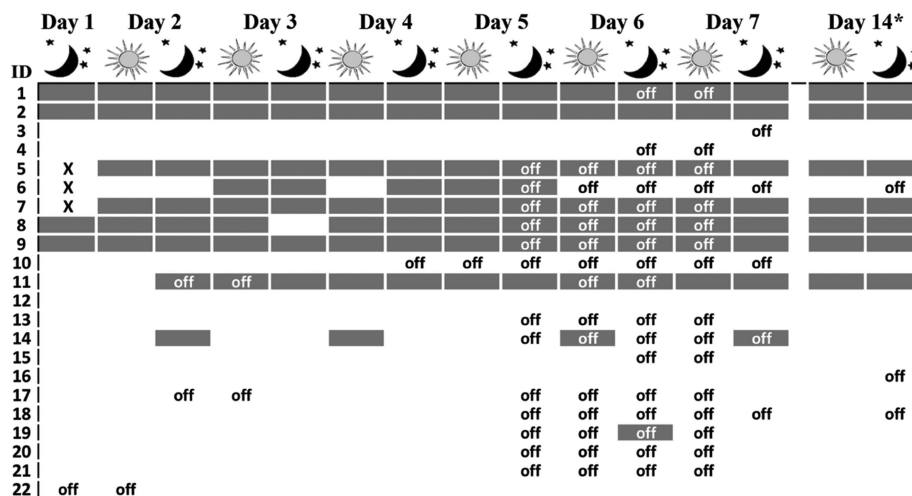 Day 1 Day 2 Day 3 Day 4 Day 5 Day 6 Day 7 Day 14*
ID
1 off off
2
3 off
4 off off
5 X off off off off
6 X off off off off off off
7 X off off off off
8 off off off off
9 off off off off
10 off off off off off off off
11 off off off off
12
13 off off off off
14 off off off off off
15 off off
16 off
17 off off off off off off
18 off off off off off off
19 off off off off
20 off off off off
21 off off off off
22 off off